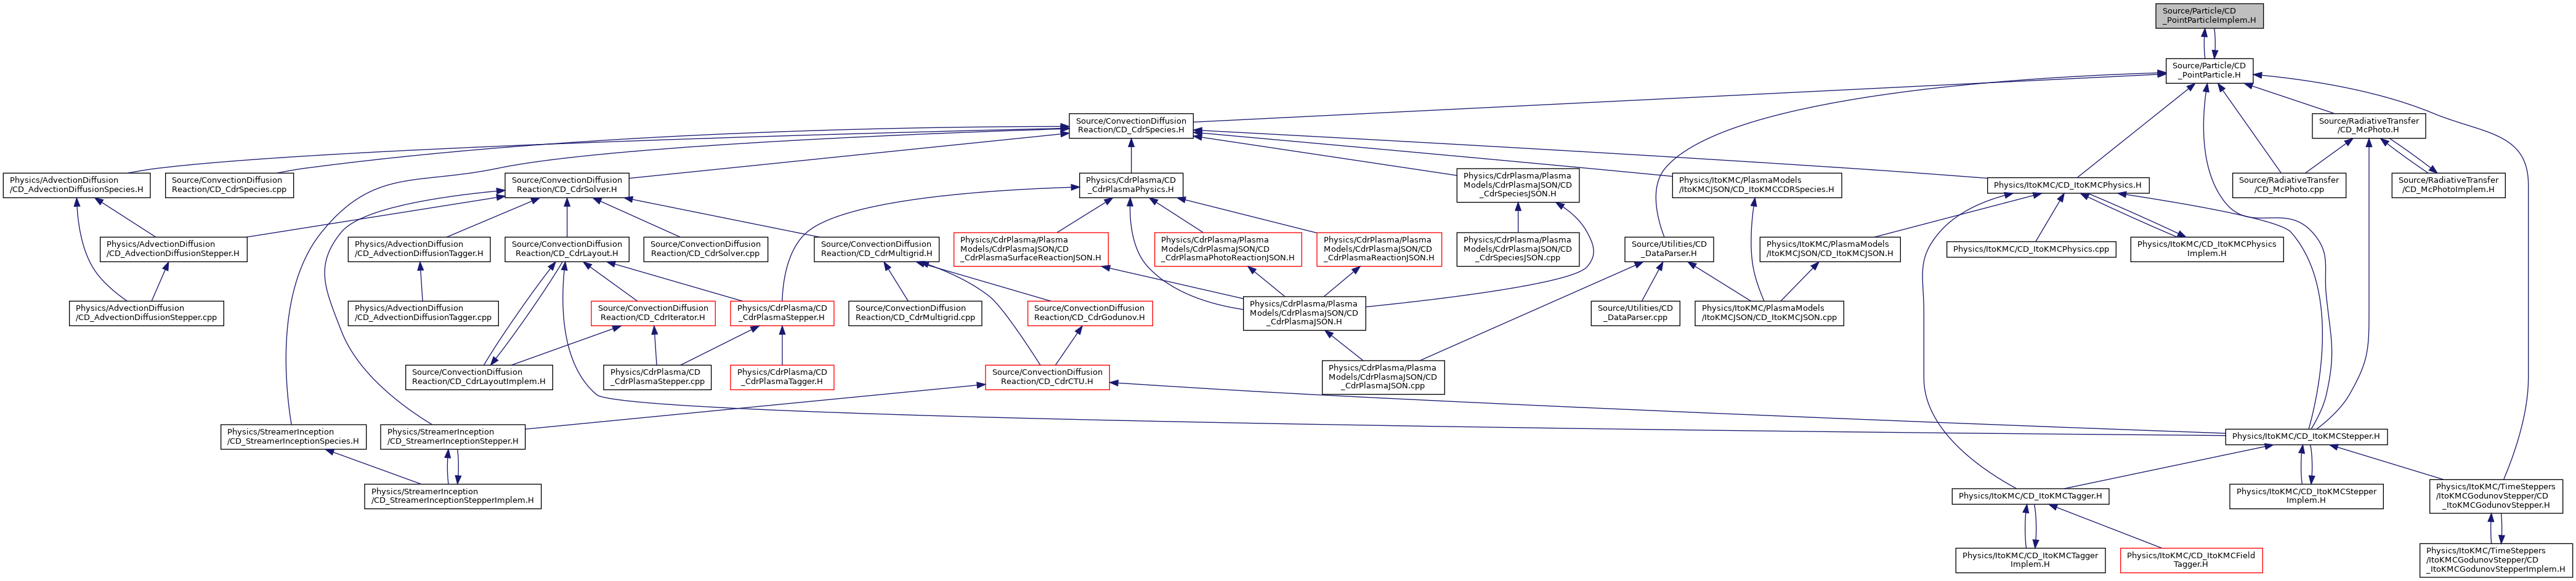 Source/Particle/CD
_PointParticleImplem.H
Source/Particle/CD
_PointParticle.H
Source/ConvectionDiffusion
Reaction/CD_CdrSpecies.H
Source/RadiativeTransfer
/CD_McPhoto.H
Physics/AdvectionDiffusion
/CD_AdvectionDiffusionSpecies.H
Source/ConvectionDiffusion
Reaction/CD_CdrSpecies.cpp
Source/ConvectionDiffusion
Reaction/CD_CdrSolver.H
Physics/CdrPlasma/CD
_CdrPlasmaPhysics.H
Physics/CdrPlasma/Plasma
Models/CdrPlasmaJSON/CD
_CdrSpeciesJSON.H
Physics/ItoKMC/PlasmaModels
/ItoKMCJSON/CD_ItoKMCCDRSpecies.H
Physics/ItoKMC/CD_ItoKMCPhysics.H
Source/RadiativeTransfer
/CD_McPhoto.cpp
Source/RadiativeTransfer
/CD_McPhotoImplem.H
Physics/AdvectionDiffusion
/CD_AdvectionDiffusionStepper.H
Physics/AdvectionDiffusion
/CD_AdvectionDiffusionTagger.H
Source/ConvectionDiffusion
Reaction/CD_CdrLayout.H
Source/ConvectionDiffusion
Reaction/CD_CdrSolver.cpp
Source/ConvectionDiffusion
Reaction/CD_CdrMultigrid.H
Physics/CdrPlasma/Plasma
Models/CdrPlasmaJSON/CD
_CdrPlasmaSurfaceReactionJSON.H
Physics/CdrPlasma/Plasma
Models/CdrPlasmaJSON/CD
_CdrPlasmaPhotoReactionJSON.H
Physics/CdrPlasma/Plasma
Models/CdrPlasmaJSON/CD
_CdrPlasmaReactionJSON.H
Physics/CdrPlasma/Plasma
Models/CdrPlasmaJSON/CD
_CdrSpeciesJSON.cpp
Source/Utilities/CD
_DataParser.H
Physics/ItoKMC/PlasmaModels
/ItoKMCJSON/CD_ItoKMCJSON.H
Physics/ItoKMC/CD_ItoKMCPhysics.cpp
Physics/ItoKMC/CD_ItoKMCPhysics
Implem.H
Physics/AdvectionDiffusion
/CD_AdvectionDiffusionStepper.cpp
Physics/AdvectionDiffusion
/CD_AdvectionDiffusionTagger.cpp
Source/ConvectionDiffusion
Reaction/CD_CdrIterator.H
Physics/CdrPlasma/CD
_CdrPlasmaStepper.H
Source/ConvectionDiffusion
Reaction/CD_CdrMultigrid.cpp
Source/ConvectionDiffusion
Reaction/CD_CdrGodunov.H
Physics/CdrPlasma/Plasma
Models/CdrPlasmaJSON/CD
_CdrPlasmaJSON.H
Source/Utilities/CD
_DataParser.cpp
Physics/ItoKMC/PlasmaModels
/ItoKMCJSON/CD_ItoKMCJSON.cpp
Source/ConvectionDiffusion
Reaction/CD_CdrLayoutImplem.H
Physics/CdrPlasma/CD
_CdrPlasmaStepper.cpp
Physics/CdrPlasma/CD
_CdrPlasmaTagger.H
Source/ConvectionDiffusion
Reaction/CD_CdrCTU.H
Physics/CdrPlasma/Plasma
Models/CdrPlasmaJSON/CD
_CdrPlasmaJSON.cpp
Physics/StreamerInception
/CD_StreamerInceptionSpecies.H
Physics/StreamerInception
/CD_StreamerInceptionStepper.H
Physics/ItoKMC/CD_ItoKMCStepper.H
Physics/StreamerInception
/CD_StreamerInceptionStepperImplem.H
Physics/ItoKMC/CD_ItoKMCTagger.H
Physics/ItoKMC/CD_ItoKMCStepper
Implem.H
Physics/ItoKMC/TimeSteppers
/ItoKMCGodunovStepper/CD
_ItoKMCGodunovStepper.H
Physics/ItoKMC/CD_ItoKMCTagger
Implem.H
Physics/ItoKMC/CD_ItoKMCField
Tagger.H
Physics/ItoKMC/TimeSteppers
/ItoKMCGodunovStepper/CD
_ItoKMCGodunovStepperImplem.H